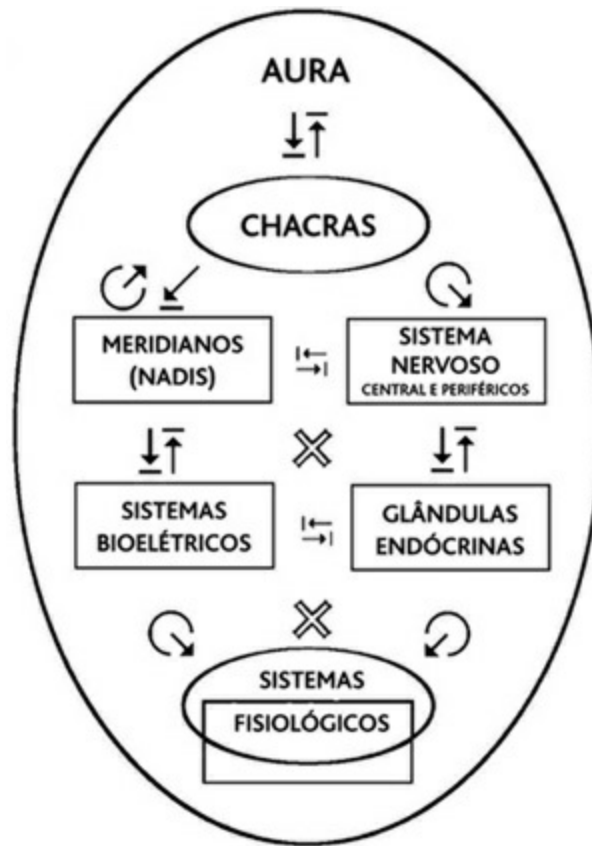 AURA
CHACRAS
MERIDIANOS
(NADIS)
SISTEMA
NERVOSO
CENTRAL E PERIFÉRICOS
SISTEMAS
BIOELÉTRICOS
GLÂNDULAS
ENDÓCRINAS
SISTEMAS
FISIOLÓGICOS